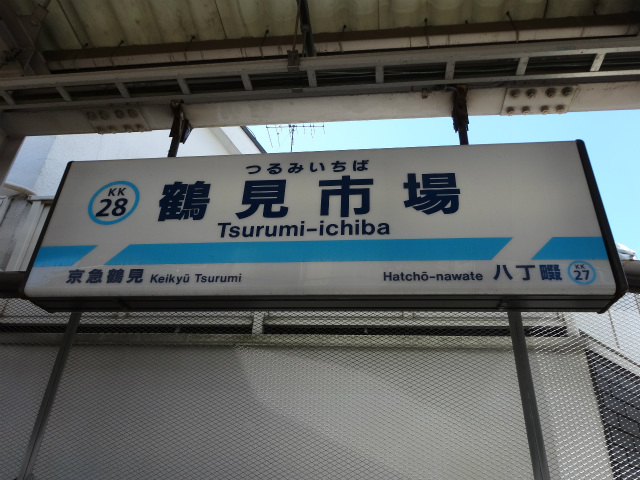 つるみいちば
KK
28
鶴見市場
Tsurumi-ichiba
京急鶴見 Keikyū Tsurumi
Hatchō-nawate 八丁畷
KK
27